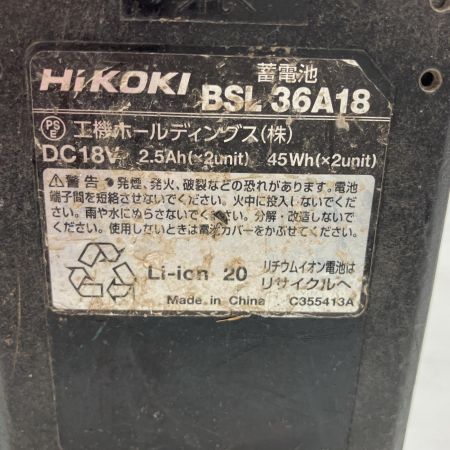 HiKOKI 蓄電池
BSL 36A18
PSE 工機ホールディングス(株)
DC18V 2.5Ah(×2unit) 45Wh(×2unit)
⚠警告 ●発煙、発火、破裂などの恐れがあります。電池
端子間を短絡させないでください。火中に投入しないでくだ
さい。雨や水にぬらさないでください。分解・改造しないで
ください。使用しないときは電池カバーをかぶせてください。
Li-ion 20 リチウムイオン電池は
リサイクルへ
Made in China C355413A